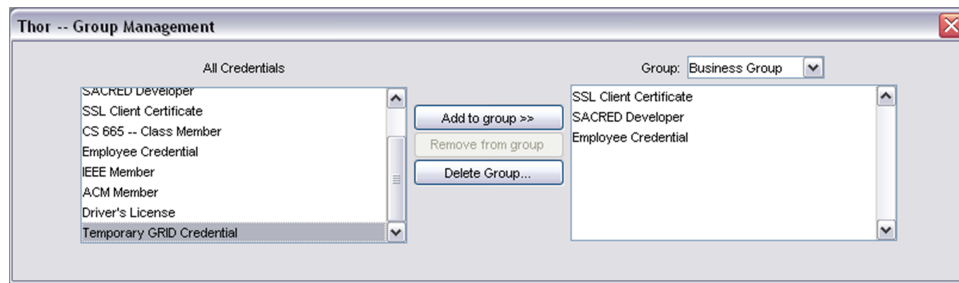 Thor -- Group Management
All Credentials
SACRED Developer
SSL Client Certificate
CS 665 -- Class Member
Employee Credential
IEEE Member
ACM Member
Driver's License
Temporary GRID Credential
Add to group >>
Remove from group
Delete Group...
Group: Business Group
SSL Client Certificate
SACRED Developer
Employee Credential